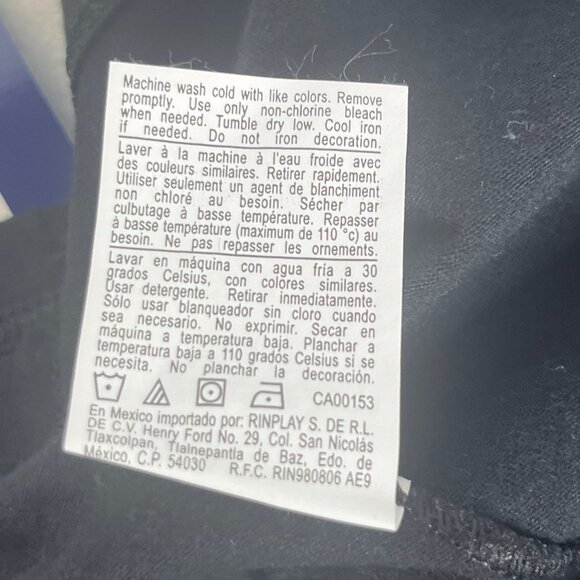 Machine wash cold with like colors. Remove
promptly. Use only non-chlorine bleach
when needed. Tumble dry low. Cool iron
if needed. Do not iron decoration.
Laver à la machine à l'eau froide avec
des couleurs similaires. Retirer rapidement.
Utiliser seulement un agent de blanchiment
non chloré au besoin. Sécher par
culbutage à basse température. Repasser
à basse température (maximum de 110 °c) au
besoin. Ne pas repasser les ornements.
Lavar en máquina con agua fría a 30
grados Celsius, con colores similares.
Usar detergente. Retirar inmediatamente.
Sólo usar blanqueador sin cloro cuando
sea necesario. No exprimir. Secar en
máquina a temperatura baja. Planchar a
temperatura baja a 110 grados Celsius si se
necesita. No planchar la decoración.
CA00153
En Mexico importado por: RINPLAY S. DE R.L.
DE C.V. Henry Ford No. 29, Col. San Nicolás
Tlaxcolpan, Tlalnepantla de Baz, Edo. de
México, C.P. 54030 R.F.C. RIN980806 AE9